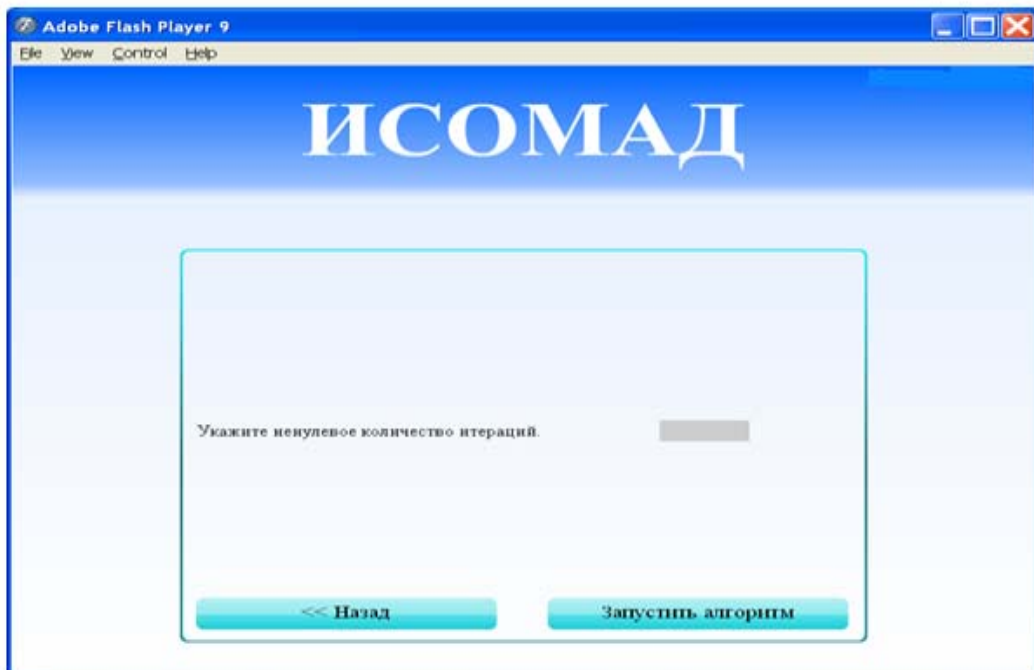 Adobe Flash Player 9
File View Control Help
ИСОМАД
Укажите ненулевое количество итераций.
<< Назад
Запустить алгоритм